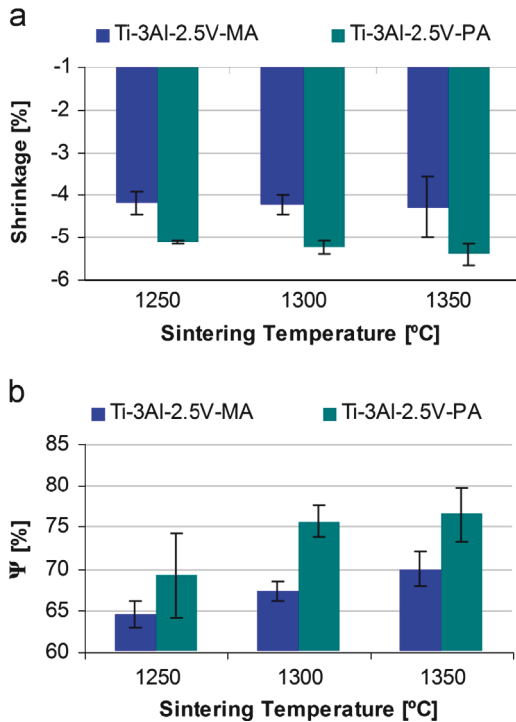 a
Ti-3Al-2.5V-MA Ti-3Al-2.5V-PA
-1
-2
-3
-4
-5
-6
Shrinkage [%]
1250 1300 1350
Sintering Temperature [ºC]
b
Ti-3Al-2.5V-MA Ti-3Al-2.5V-PA
85
80
75
70
65
60
Ψ [%]
1250 1300 1350
Sintering Temperature [ºC]